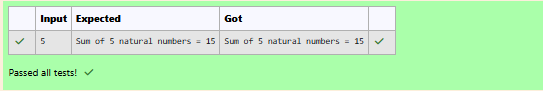 Input Expected Got
5 Sum of 5 natural numbers = 15 Sum of 5 natural numbers = 15
Passed all tests!